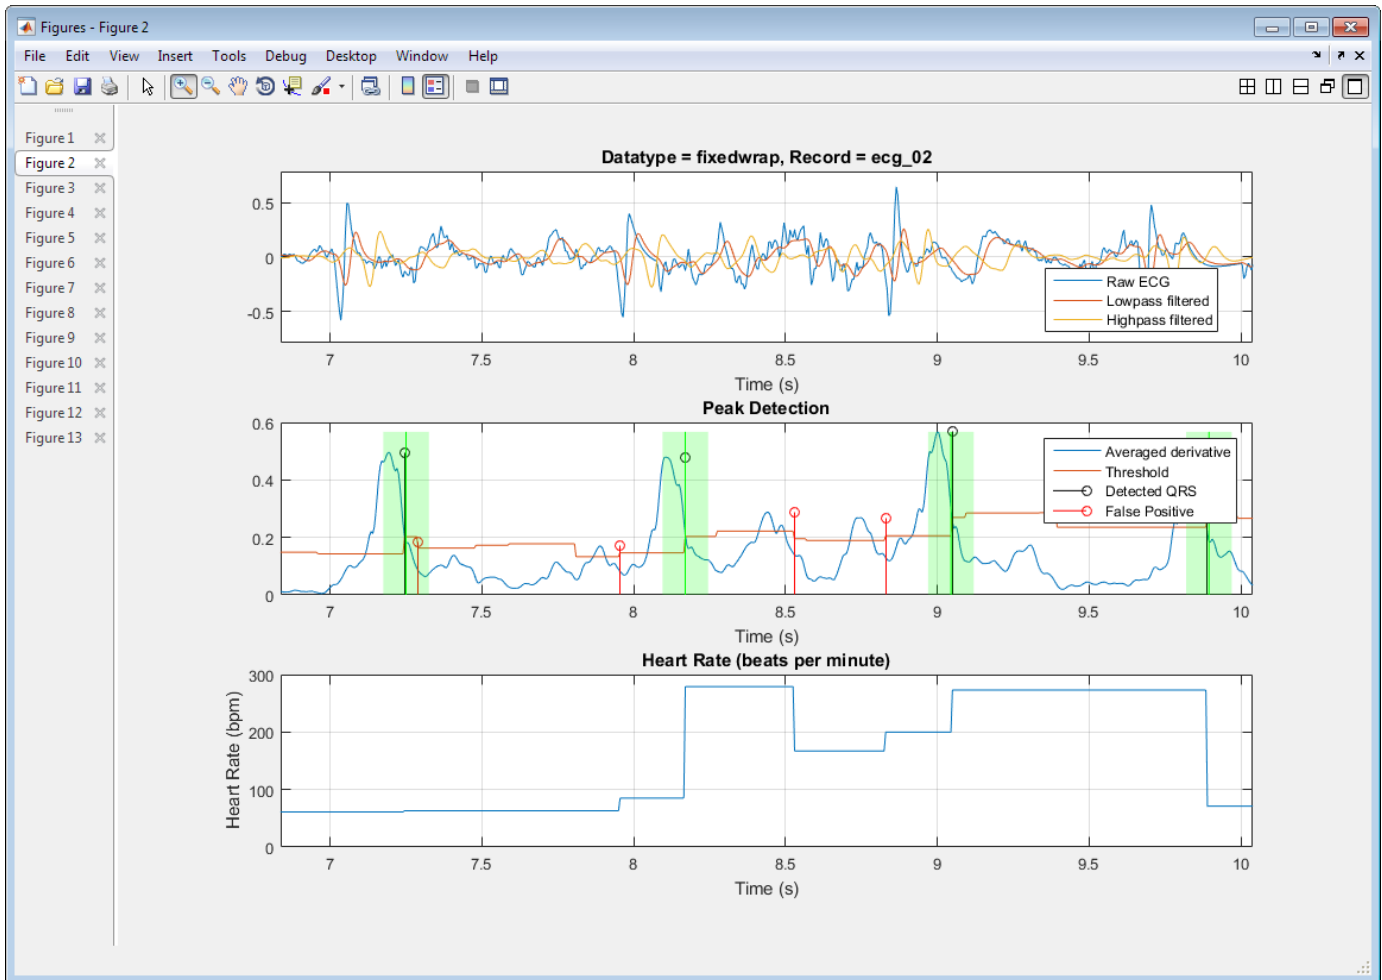 Figures - Figure 2
File Edit View Insert Tools Debug Desktop Window Help
Figure 1
Figure 2
Figure 3
Figure 4
Figure 5
Figure 6
Figure 7
Figure 8
Figure 9
Figure 10
Figure 11
Figure 12
Figure 13
Datatype = fixedwrap, Record = ecg_02
0.5
0
-0.5
Raw ECG
Lowpass filtered
Highpass filtered
7 7.5 8 8.5 9 9.5 10
Time (s)
Peak Detection
0.6
0.4
0.2
0
Averaged derivative
Threshold
Detected QRS
False Positive
7 7.5 8 8.5 9 9.5 10
Time (s)
Heart Rate (beats per minute)
Heart Rate (bpm)
300
200
100
0
7 7.5 8 8.5 9 9.5 10
Time (s)